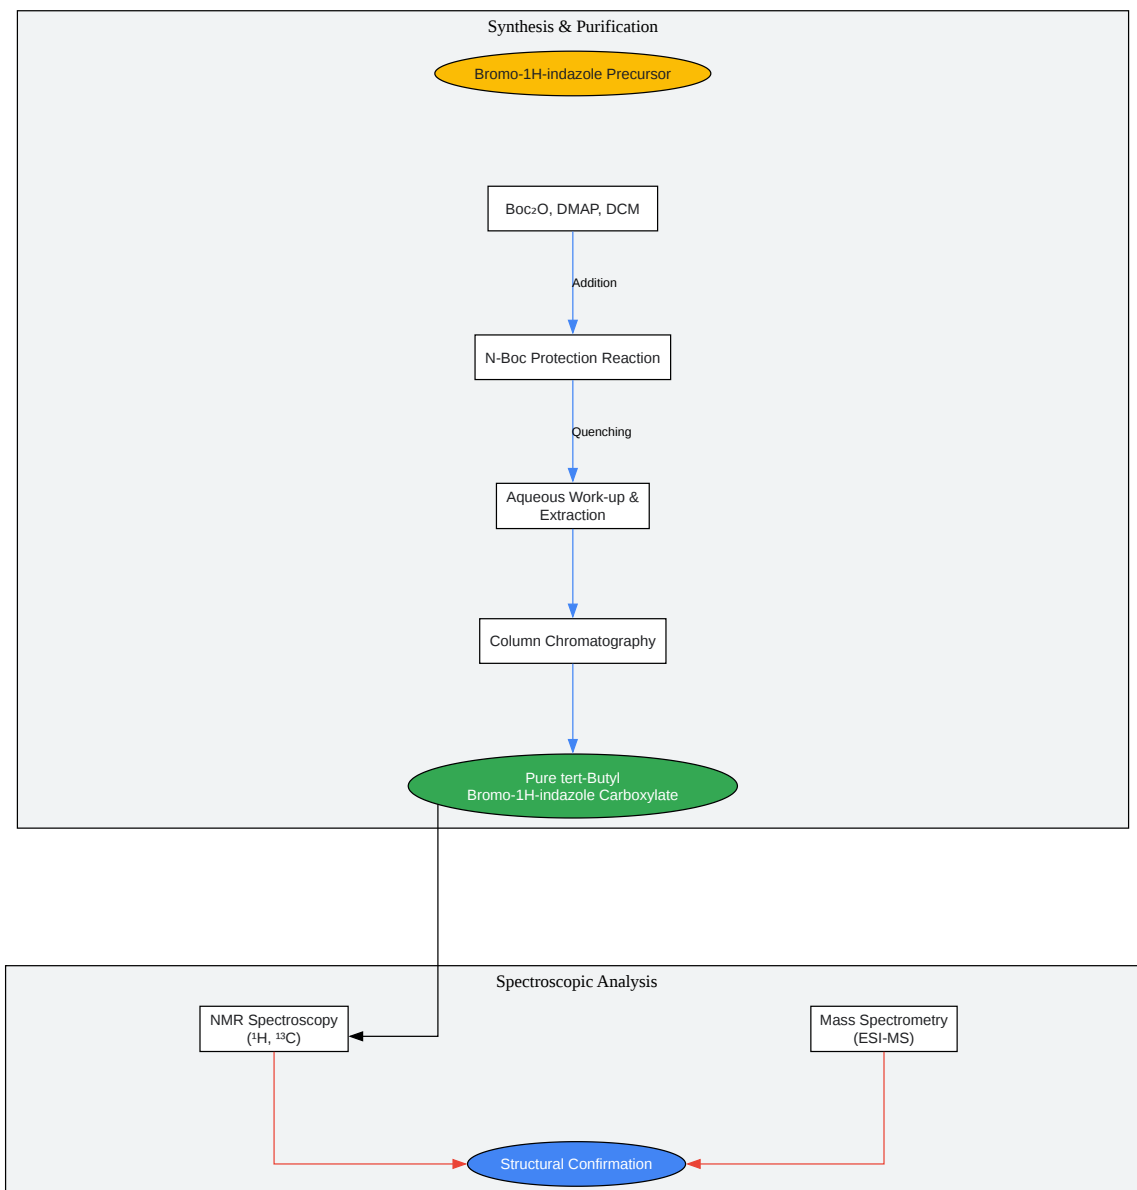 Synthesis & Purification
Bromo-1H-indazole Precursor
Boc₂O, DMAP, DCM
Addition
N-Boc Protection Reaction
Quenching
Aqueous Work-up &
Extraction
Column Chromatography
Pure tert-Butyl
Bromo-1H-indazole Carboxylate
Spectroscopic Analysis
NMR Spectroscopy
(¹H, ¹³C)
Mass Spectrometry
(ESI-MS)
Structural Confirmation